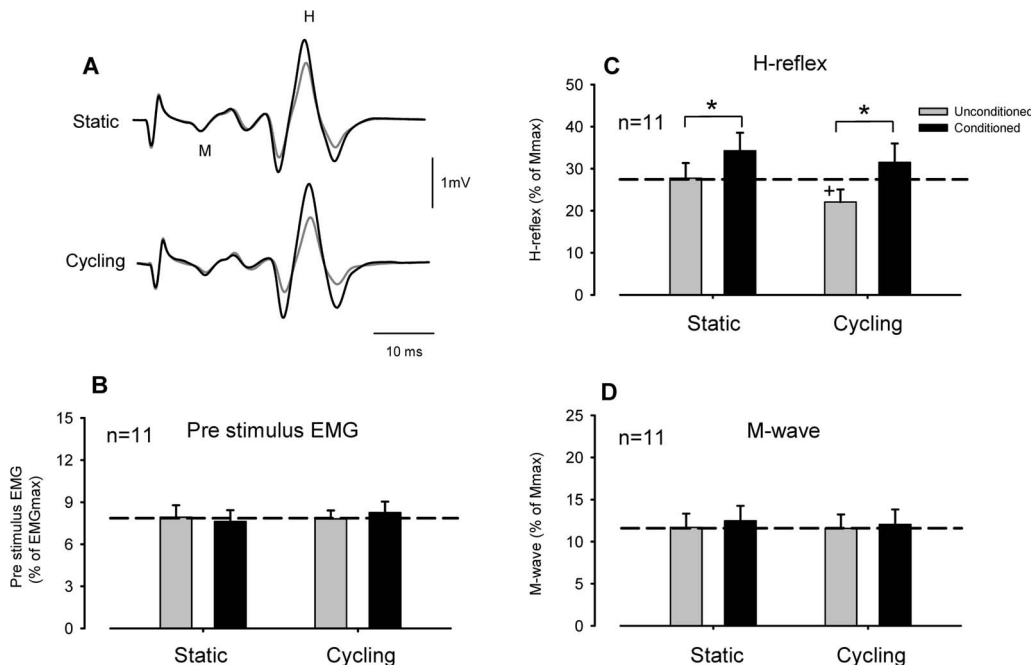 A
H
Static
M
1mV
Cycling
10 ms
B
Pre stimulus EMG
n=11
Pre stimulus EMG
(% of EMGmax)
15
12
9
6
3
0
Static
Cycling
C
H-reflex
n=11
*
*
+
Unconditioned
Conditioned
H-reflex (% of Mmax)
50
40
30
20
10
0
Static
Cycling
D
M-wave
n=11
M-wave (% of Mmax)
25
20
15
10
5
0
Static
Cycling